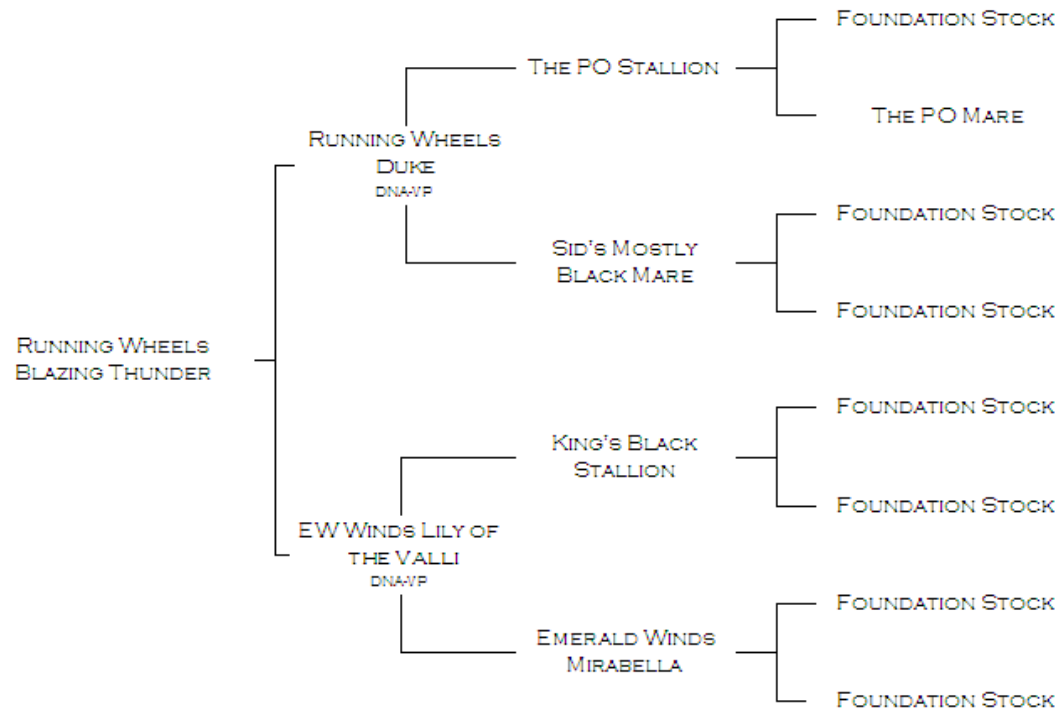 Foundation Stock
The PO Stallion
The PO Mare
Running Wheels
Duke
DNA-VP
Foundation Stock
Sid's Mostly
Black Mare
Foundation Stock
Running Wheels
Blazing Thunder
Foundation Stock
King's Black
Stallion
Foundation Stock
EW Winds Lily of
the Valli
DNA-VP
Foundation Stock
Emerald Winds
Mirabella
Foundation Stock